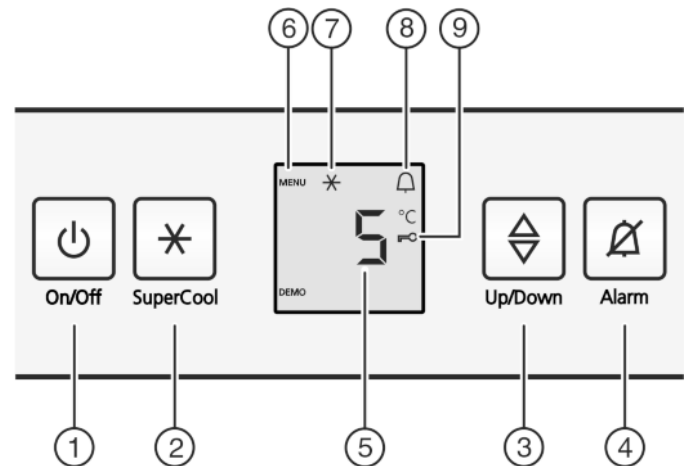 6 7 8 9
MENU
°C
5
DEMO
On/Off SuperCool Up/Down Alarm
1 2 5 3 4